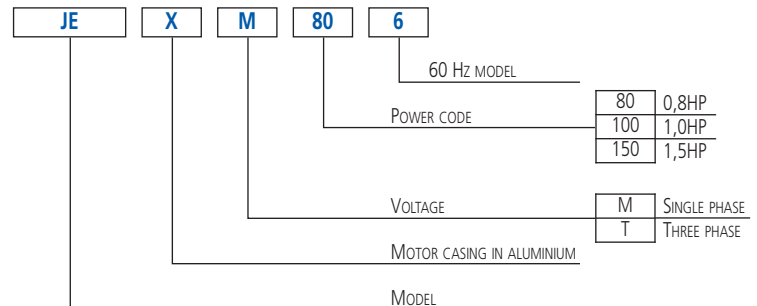 JE X M 80 6
60 Hz model
Power code
80 0,8HP
100 1,0HP
150 1,5HP
Voltage
M Single phase
T Three phase
Motor casing in aluminium
Model